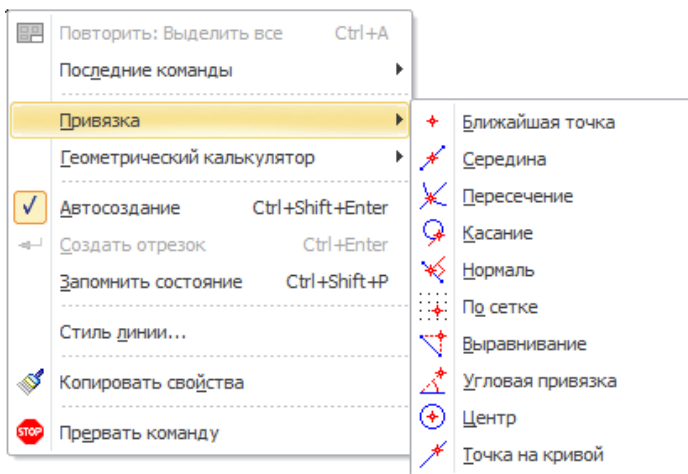 Повторить: Выделить все Ctrl+A
Последние команды
Привязка
Геометрический калькулятор
Автосоздание Ctrl+Shift+Enter
Создать отрезок Ctrl+Enter
Запомнить состояние Ctrl+Shift+P
Стиль линии...
Копировать свойства
STOP Прервать команду
Ближайшая точка
Середина
Пересечение
Касание
Нормаль
По сетке
Выравнивание
Угловая привязка
Центр
Точка на кривой